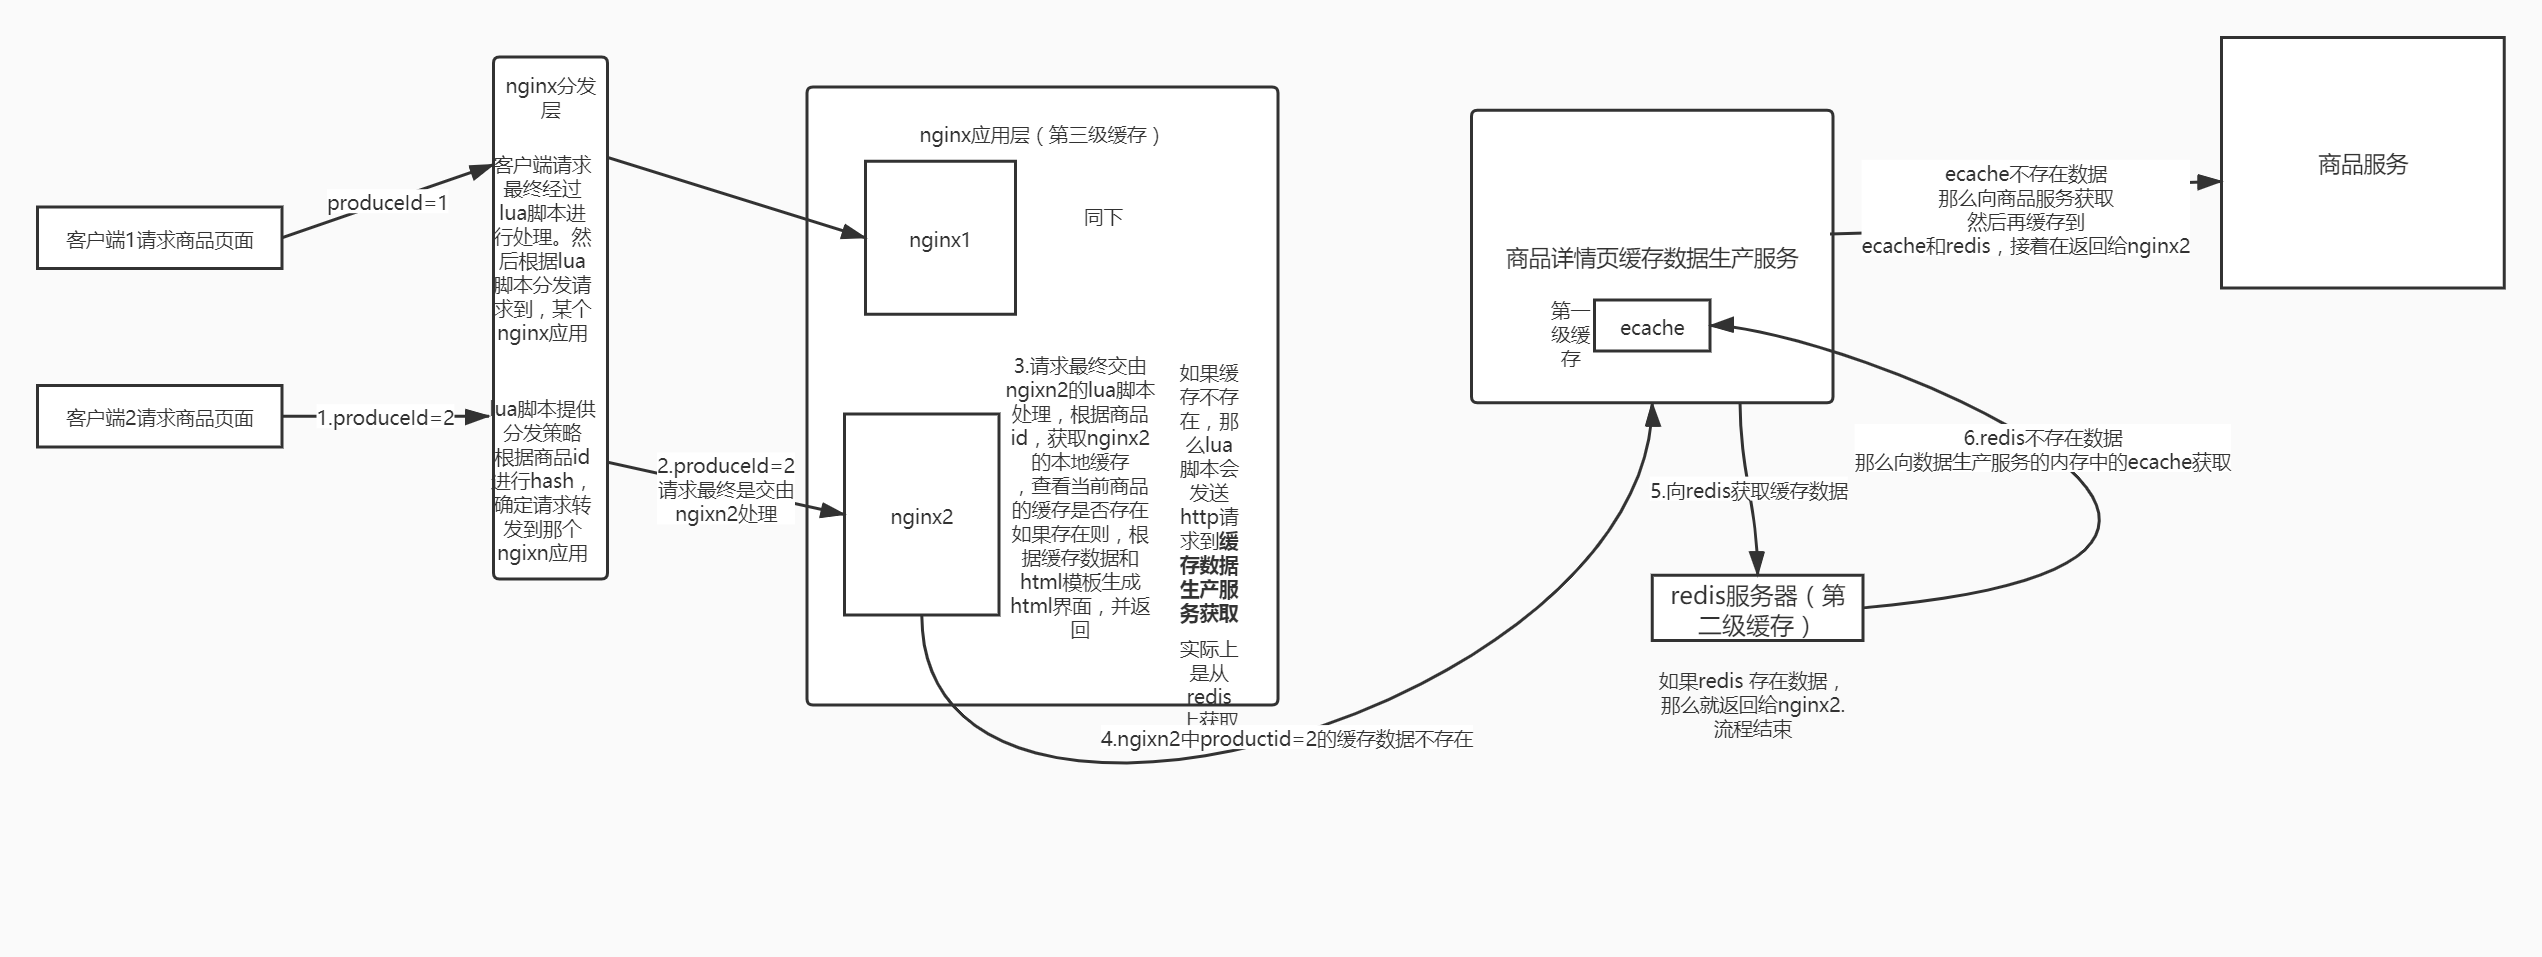 客户端1请求商品页面
produceId=1
客户端2请求商品页面
1.produceId=2
nginx分发
层
客户端请求
最终经过
lua脚本进
行处理。然
后根据lua
脚本分发请
求到，某个
nginx应用
lua脚本提供
分发策略
根据商品id
进行hash，
确定请求转
发到那个
ngixn应用
2.produceId=2
请求最终是交由
ngixn2处理
nginx应用层（第三级缓存）
nginx1
同下
nginx2
3.请求最终交由
ngixn2的lua脚本
处理，根据商品
id，获取nginx2
的本地缓存
，查看当前商品
的缓存是否存在
如果存在则，根
据缓存数据和
html模板生成
html界面，并返
回
如果缓
存不存
在，那
么lua
脚本会
发送
http请
求到缓
存数据
生产服
务获取
实际上
是从
redis
上获取
4.ngixn2中productid=2的缓存数据不存在
商品详情页缓存数据生产服务
第一
级缓
存
ecache
5.向redis获取缓存数据
redis服务器（第
二级缓存）
如果redis 存在数据，
那么就返回给nginx2.
流程结束
6.redis不存在数据
那么向数据生产服务的内存中的ecache获取
ecache不存在数据
那么向商品服务获取
然后再缓存到
ecache和redis，接着在返回给nginx2
商品服务